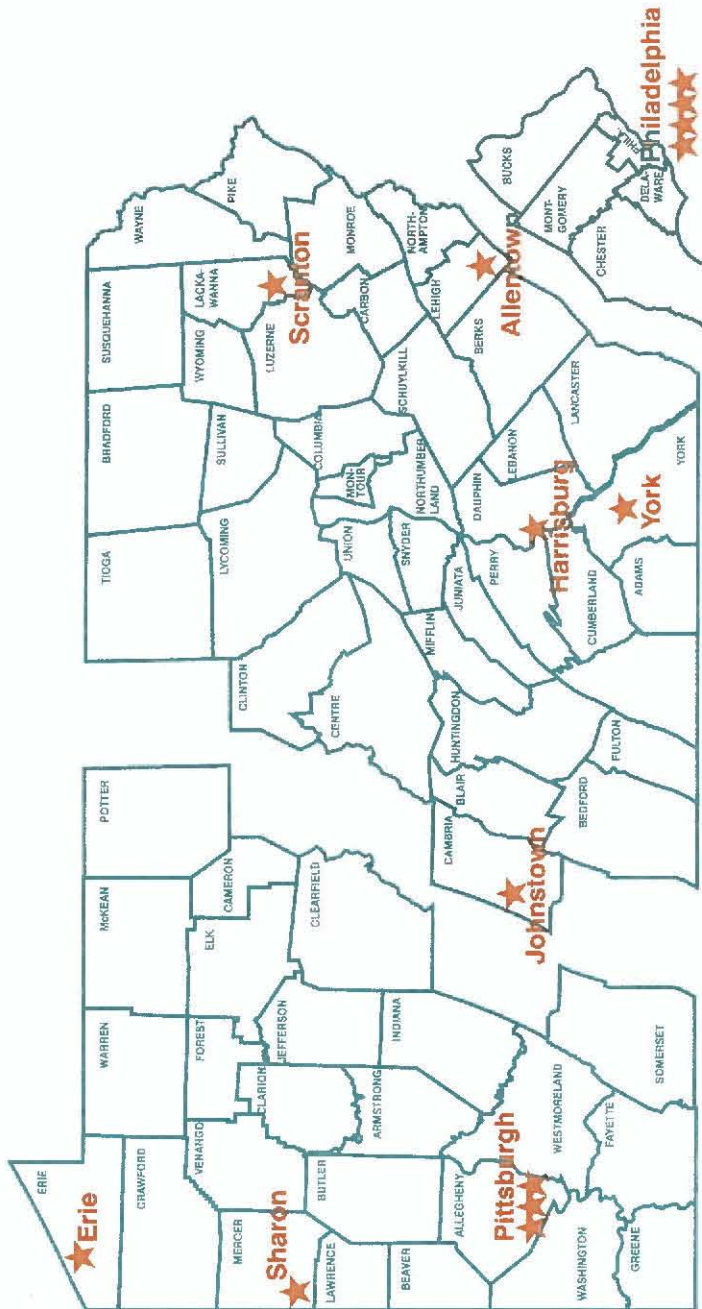 ERIE
Erie
CRAWFORD
WARREN
McKEAN
POTTER
TIOGA
BRADFORD
SUSQUEHANNA
WAYNE
MERCER
Sharon
VENANGO
FOREST
ELK
CAMERON
CLINTON
LYCOMING
SULLIVAN
WYOMING
LACKA-
WANNA
PIKE
LUZERNE
Scranton
LAWRENCE
BUTLER
CLARION
JEFFERSON
CLEARFIELD
CENTRE
UNION
MON-
TOUR
COLUMBIA
CARBON
MONROE
BEAVER
ARMSTRONG
INDIANA
CAMBRIA
BLAIR
HUNTINGDON
MIFFLIN
SNYDER
JUNIATA
NORTHUMBER
LAND
SCHUYLKILL
LEHIGH
NORTH-
AMPTON
ALLEGHENY
Pittsburgh
Johnstown
PERRY
DAUPHIN
LEBANON
BERKS
Allentown
BUCKS
WASHINGTON
WESTMORELAND
FAYETTE
BEDFORD
FULTON
CUMBERLAND
Harrisburg
LANCASTER
MONT-
GOMERY
CHESTER
GREENE
SOMERSET
ADAMS
York
YORK
DELA-
WARE
PHILA.
Philadelphia